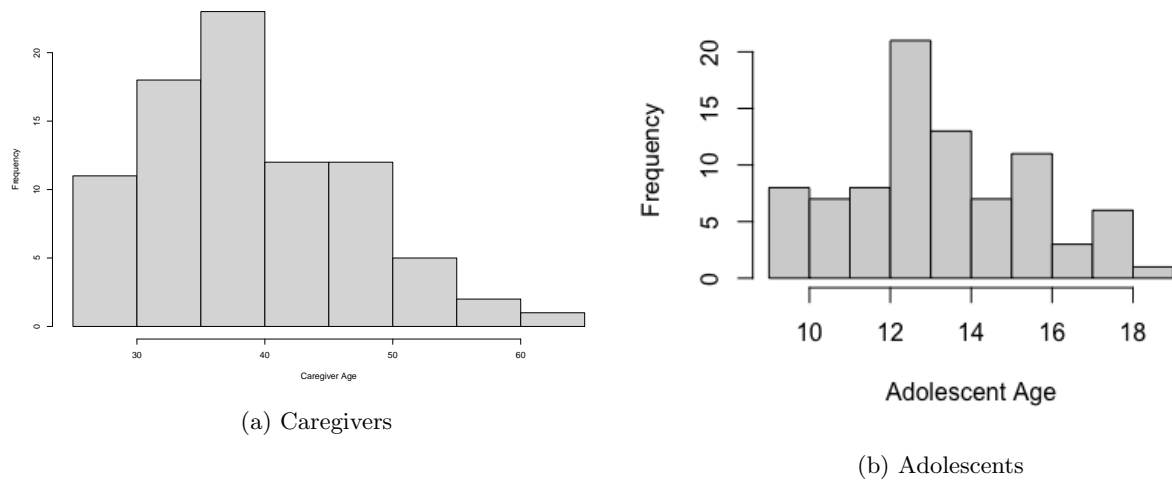 20
15
10
5
0
Frequency
30 40 50 60
Caregiver Age
(a) Caregivers
20
15
10
5
0
Frequency
10 12 14 16 18
Adolescent Age
(b) Adolescents